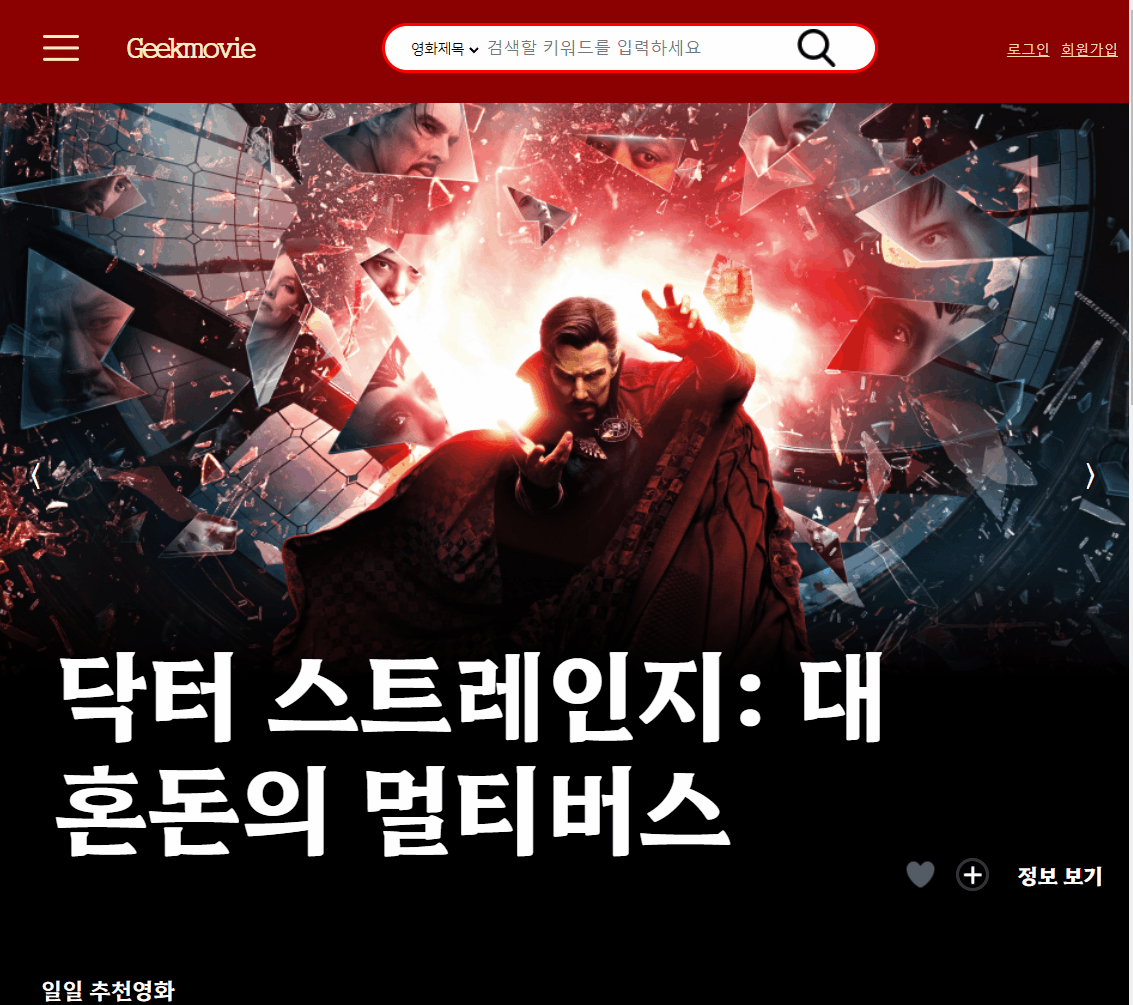 Geekmovie
영화제목 검색할 키워드를 입력하세요
로그인 회원가입
닥터 스트레인지: 대
혼돈의 멀티버스
정보 보기
일일 추천영화